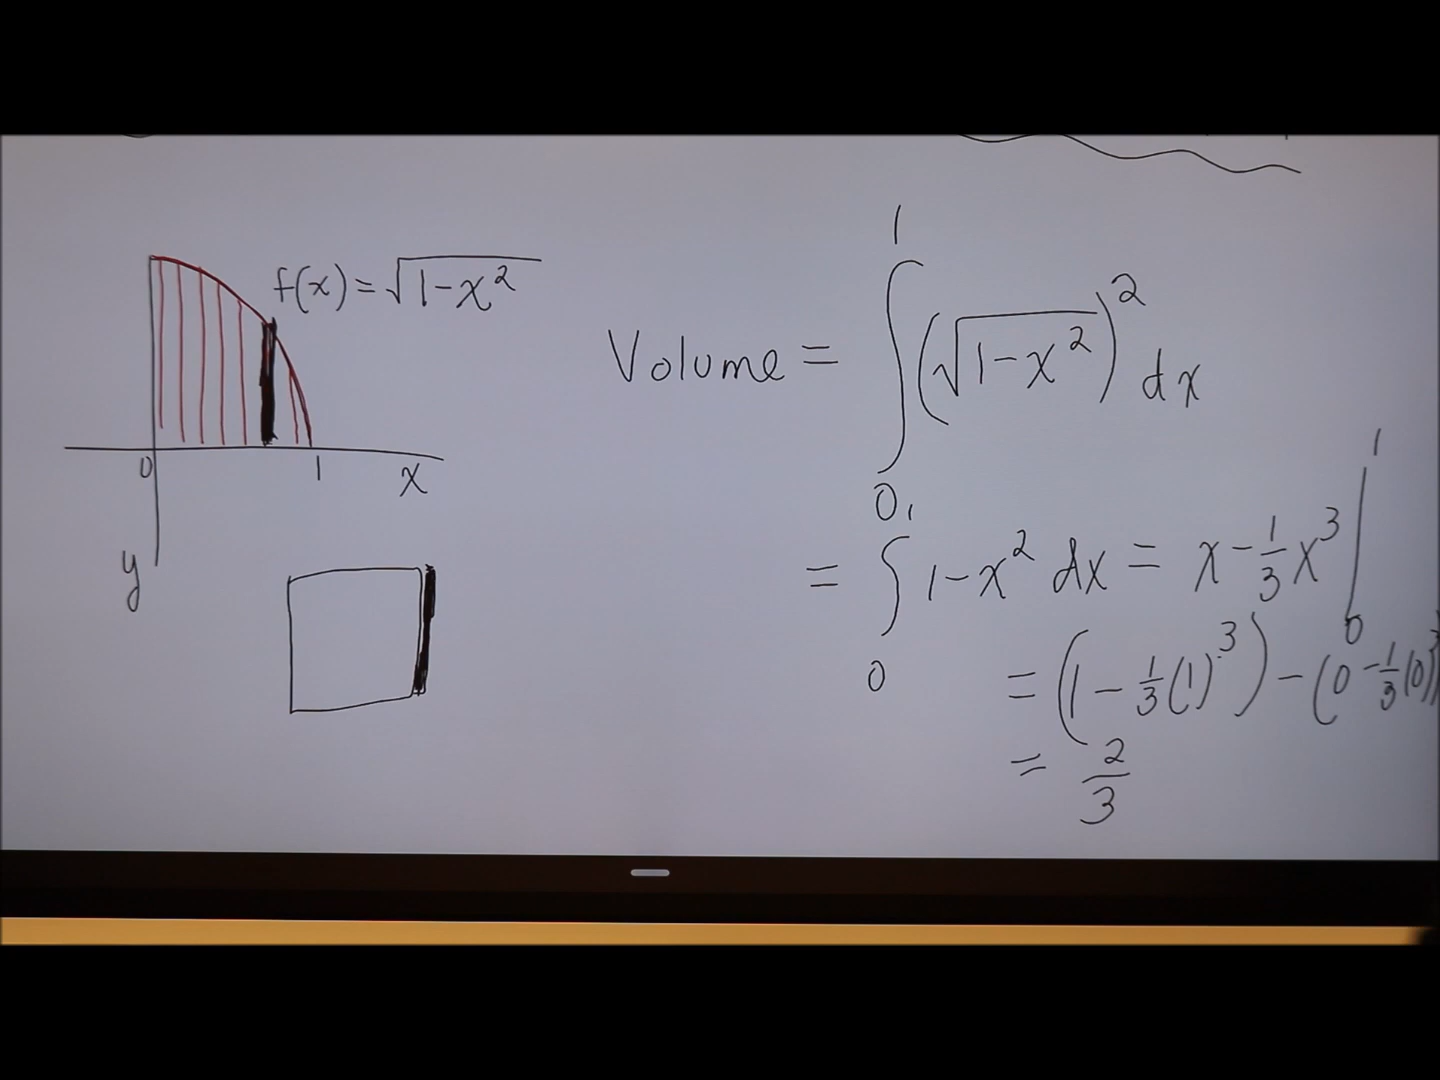 f(x) = √(1-x²)
0
1
x
y
Volume = ∫₀¹ (√(1-x²))² dx
= ∫₀¹ 1-x² dx = x - 1/3 x³ |₀¹
= (1 - 1/3(1)³) - (0 - 1/3(0)³)
= 2/3